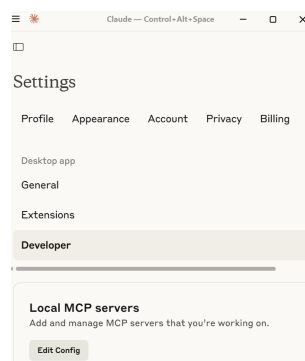 Claude — Control+Alt+Space
Settings
Profile Appearance Account Privacy Billing
Desktop app
General
Extensions
Developer
Local MCP servers
Add and manage MCP servers that you're working on.
Edit Config